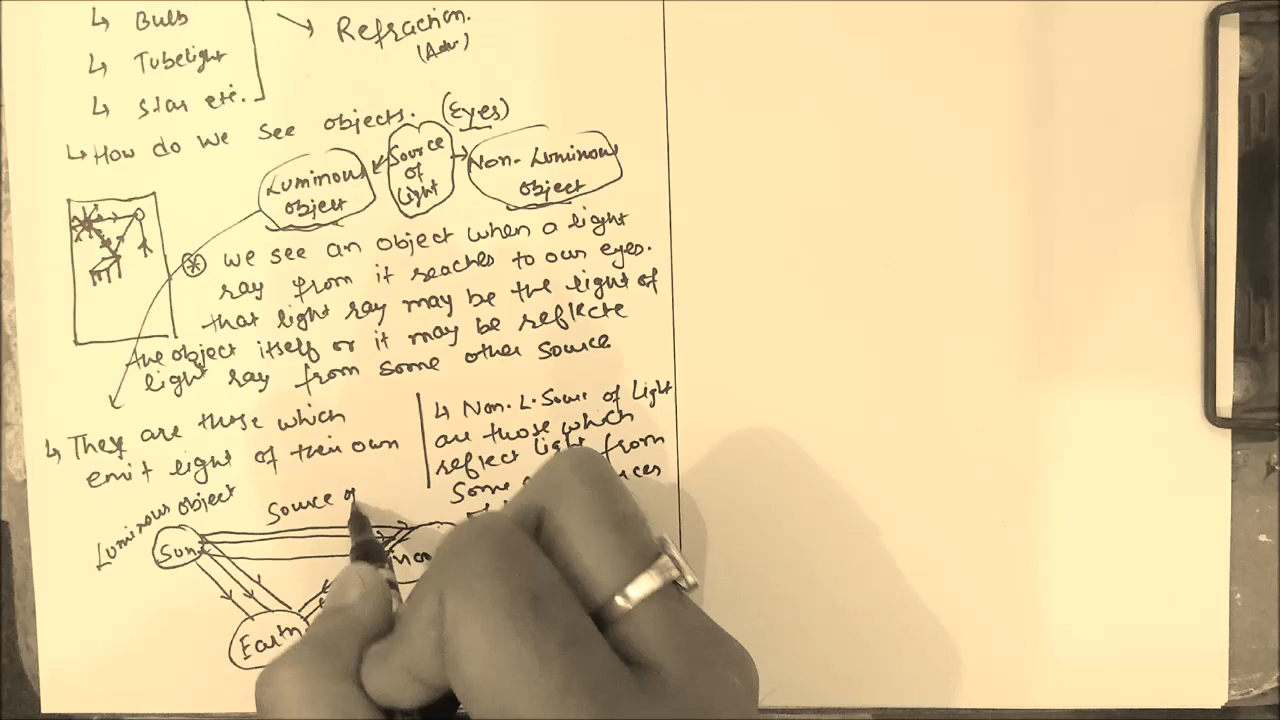 ↳ Bulb
↳ Tubelight
↳ Star etc.
Refraction.
(Adv.)
↳ How do we see objects. (Eyes)
Source of Light
Luminous object
Non-Luminous object
* We see an object when a light
ray from it reaches to our eyes.
that light ray may be the light of
the object itself or it may be reflecte
light ray from some other source
↳ They are those which
emit light of their own
↳ Non. L. Source of Light
are those which
reflect light from
Some
Luminous object
Source of
Sun
Earth